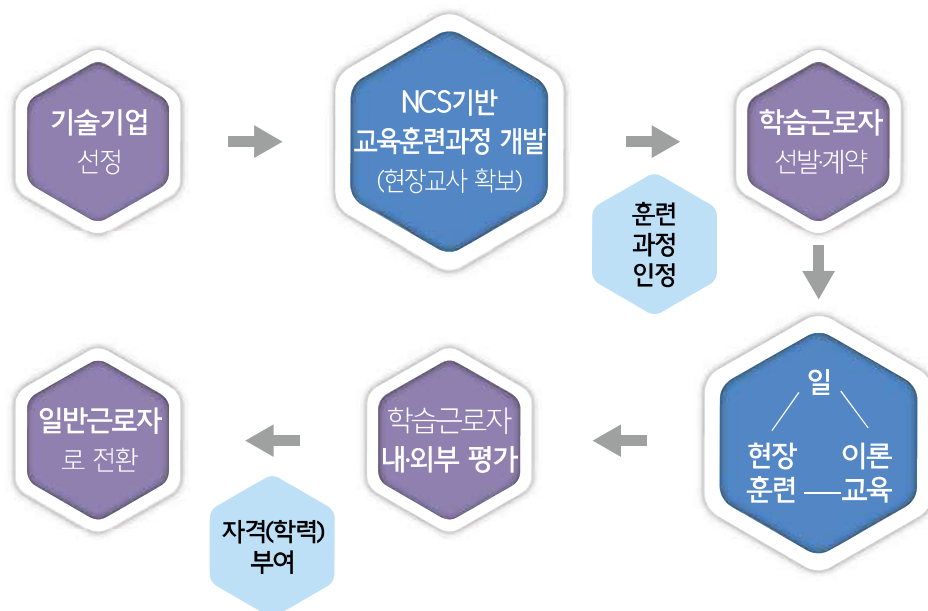 기술기업
선정
NCS기반
교육훈련과정 개발
(현장교사 확보)
훈련
과정
인정
학습근로자
선발·계약
일
현장
훈련
이론
교육
학습근로자
내·외부 평가
자격(학력)
부여
일반근로자
로 전환